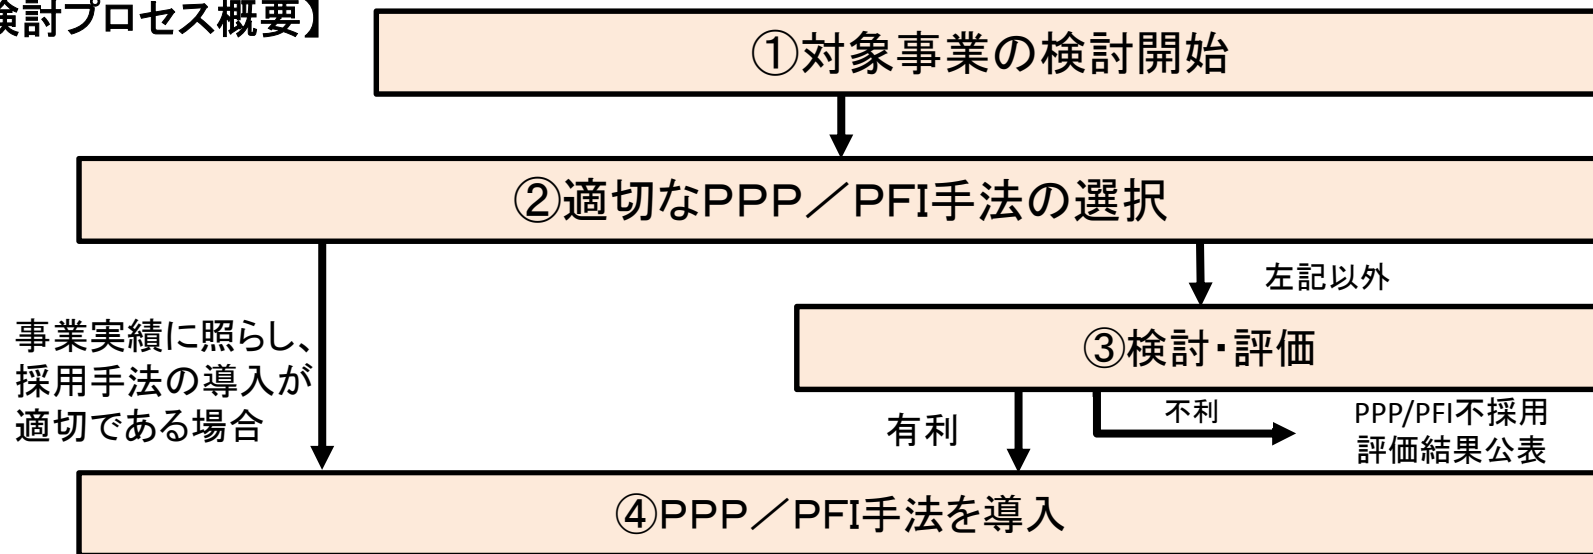 検討プロセス概要】
①対象事業の検討開始
②適切なPPP／PFI手法の選択
左記以外
事業実績に照らし、
採用手法の導入が
適切である場合
③検討・評価
有利
不利
PPP/PFI不採用
評価結果公表
④PPP／PFI手法を導入